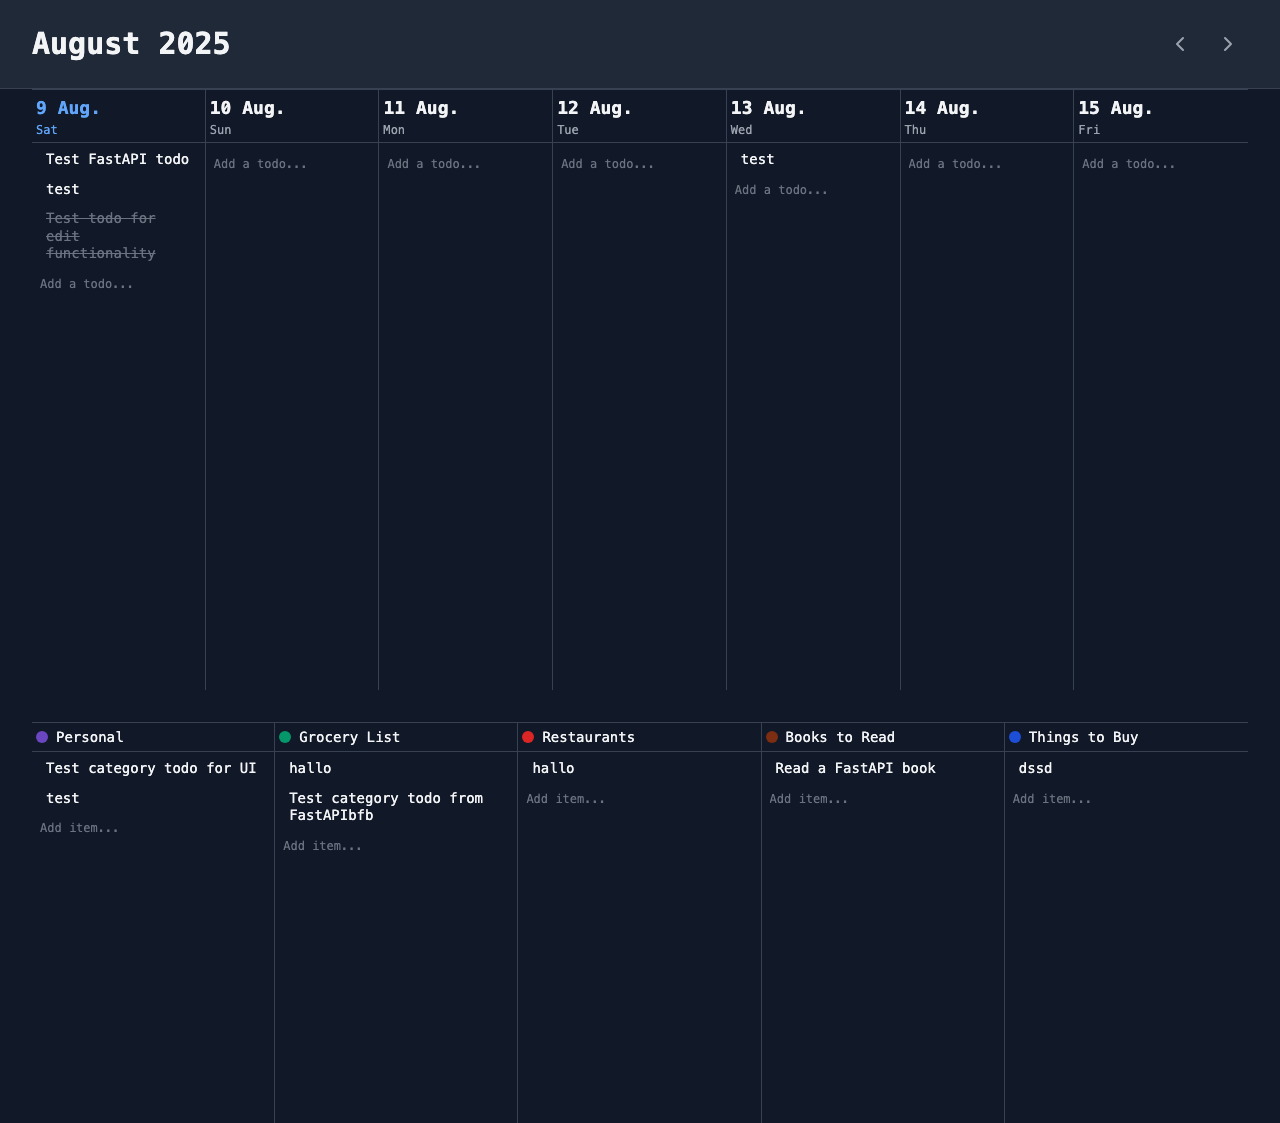 August 2025
9 Aug.
Sat
Test FastAPI todo
test
Test todo for
edit
functionality
Add a todo...
10 Aug.
Sun
Add a todo...
11 Aug.
Mon
Add a todo...
12 Aug.
Tue
Add a todo...
13 Aug.
Wed
test
Add a todo...
14 Aug.
Thu
Add a todo...
15 Aug.
Fri
Add a todo...
Personal
Test category todo for UI
test
Add item...
Grocery List
hallo
Test category todo from
FastAPIbfb
Add item...
Restaurants
hallo
Add item...
Books to Read
Read a FastAPI book
Add item...
Things to Buy
dssd
Add item...